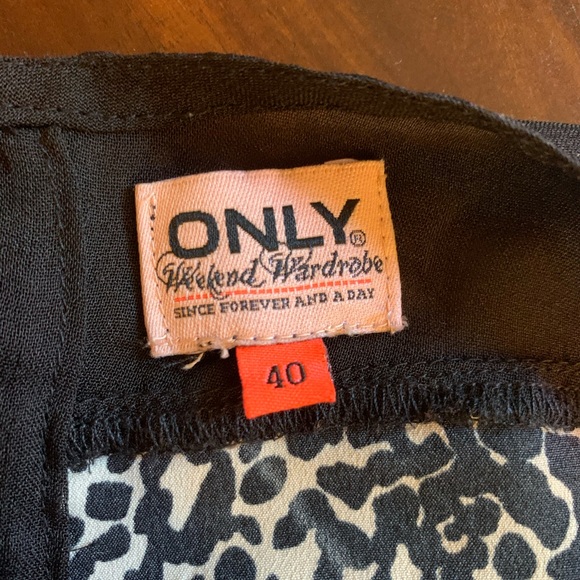 ONLY®
Weekend Wardrobe
SINCE FOREVER AND A DAY
40